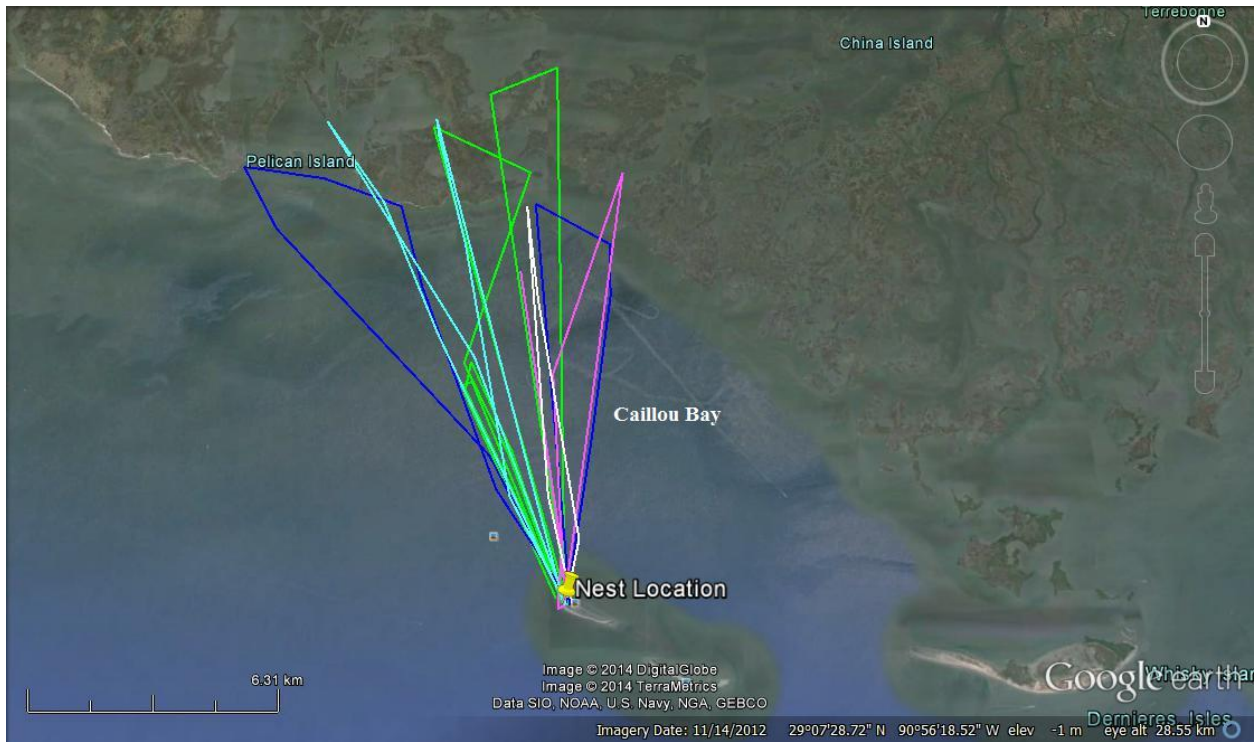 Terrebonne
N
China Island
Pelican Island
Caillou Bay
Nest Location
6.31 km
Image © 2014 DigitalGlobe
Image © 2014 TerraMetrics
Data SIO, NOAA, U.S. Navy, NGA, GEBCO
Google earth
Whisky Islan
Dernieres Isles
Imagery Date: 11/14/2012 29°07'28.72" N 90°56'18.52" W elev -1 m eye alt 28.55 km